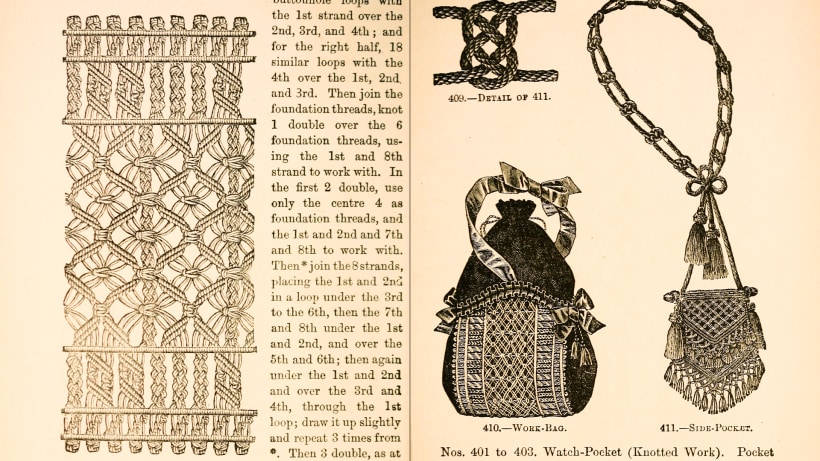 buttonhole loops with
the 1st strand over the
2nd, 3rd, and 4th; and
for the right half, 18
similar loops with the
4th over the 1st, 2nd,
and 3rd. Then join the
foundation threads, knot
1 double over the 6
foundation threads, us-
ing the 1st and 8th
strand to work with. In
the first 2 double, use
only the centre 4 as
foundation threads, and
the 1st and 2nd and 7th
and 8th to work with.
Then * join the 8 strands,
placing the 1st and 2nd
in a loop under the 3rd
to the 6th, then the 7th
and 8th under the 1st
and 2nd, and over the
5th and 6th; then again
under the 1st and 2nd
and over the 3rd and
4th, through the 1st
loop; draw it up slightly
and repeat 3 times from
*. Then 3 double, as at
409.—Detail of 411.
410.—Work-Bag.
411.—Side-Pocket.
Nos. 401 to 403. Watch-Pocket (Knotted Work). Pocket